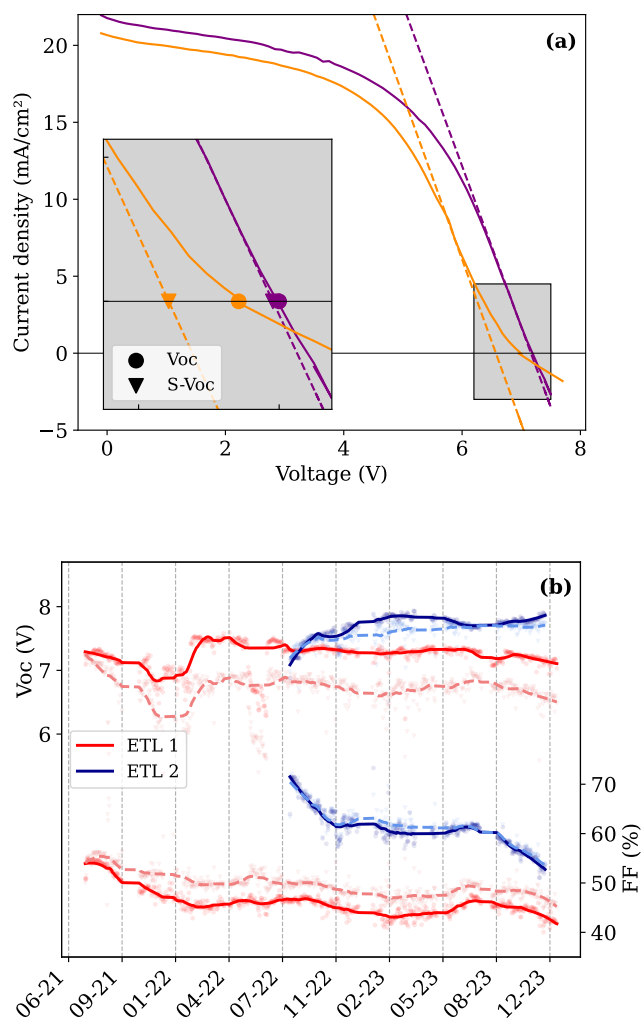 (a)
20
15
10
5
0
−5
Current density (mA/cm²)
Voc
S-Voc
0 2 4 6 8
Voltage (V)
(b)
8
7
6
Voc (V)
ETL 1
ETL 2
70
60
50
40
FF (%)
06-21 09-21 01-22 04-22 07-22 11-22 02-23 05-23 08-23 12-23